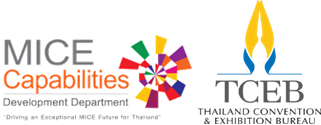 MICE
Capabilities
Development Department
"Driving an Exceptional MICE Future for Thailand"
TCEB
THAILAND CONVENTION
& EXHIBITION BUREAU